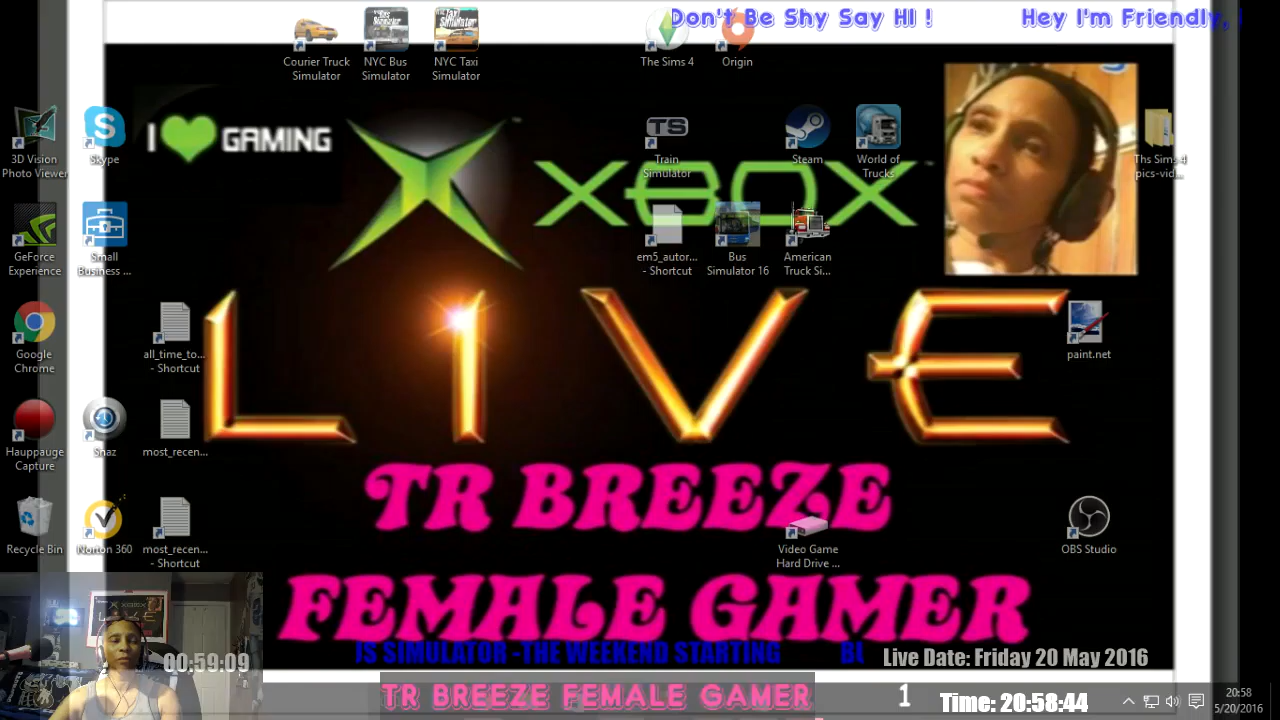 Don't Be Shy Say HI ! Hey I'm Friendly,
Courier Truck Simulator
NYC Bus Simulator
NYC Taxi Simulator
The Sims 4
Origin
I GAMING
XBOX
3D Vision Photo Viewer
Skype
Train Simulator
Steam
World of Trucks
Ths Sims 4 pics-vid...
GeForce Experience
Small Business ...
em5_autor... - Shortcut
Bus Simulator 16
American Truck Si...
LIVE
Google Chrome
all_time_to... - Shortcut
paint.net
Hauppauge Capture
Snaz
most_recen...
TR BREEZE
Recycle Bin
Norton 360
most_recen... - Shortcut
Video Game Hard Drive ...
OBS Studio
FEMALE GAMER
US SIMULATOR -THE WEEKEND STARTING BU
00:59:09
Live Date: Friday 20 May 2016
TR BREEZE FEMALE GAMER
1
Time: 20:58:44
20:58
5/20/2016